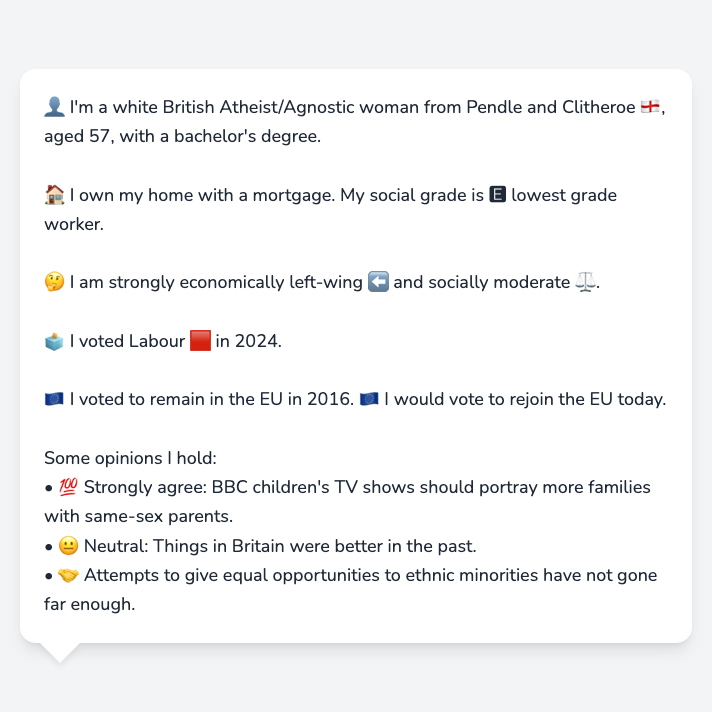 👤 I'm a white British Atheist/Agnostic woman from Pendle and Clitheroe 🏴󠁧󠁢󠁥󠁮󠁧󠁿,
aged 57, with a bachelor's degree.
🏠 I own my home with a mortgage. My social grade is 🅴 lowest grade
worker.
🤔 I am strongly economically left-wing ⬅️ and socially moderate ⚖️.
🗳️ I voted Labour 🟥 in 2024.
🇪🇺 I voted to remain in the EU in 2016. 🇪🇺 I would vote to rejoin the EU today.
Some opinions I hold:
• 💯 Strongly agree: BBC children's TV shows should portray more families
with same-sex parents.
• 😐 Neutral: Things in Britain were better in the past.
• 🤝 Attempts to give equal opportunities to ethnic minorities have not gone
far enough.